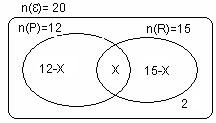 n(ε)= 20
n(P)=12 n(R)=15
12-X X 15-X
2